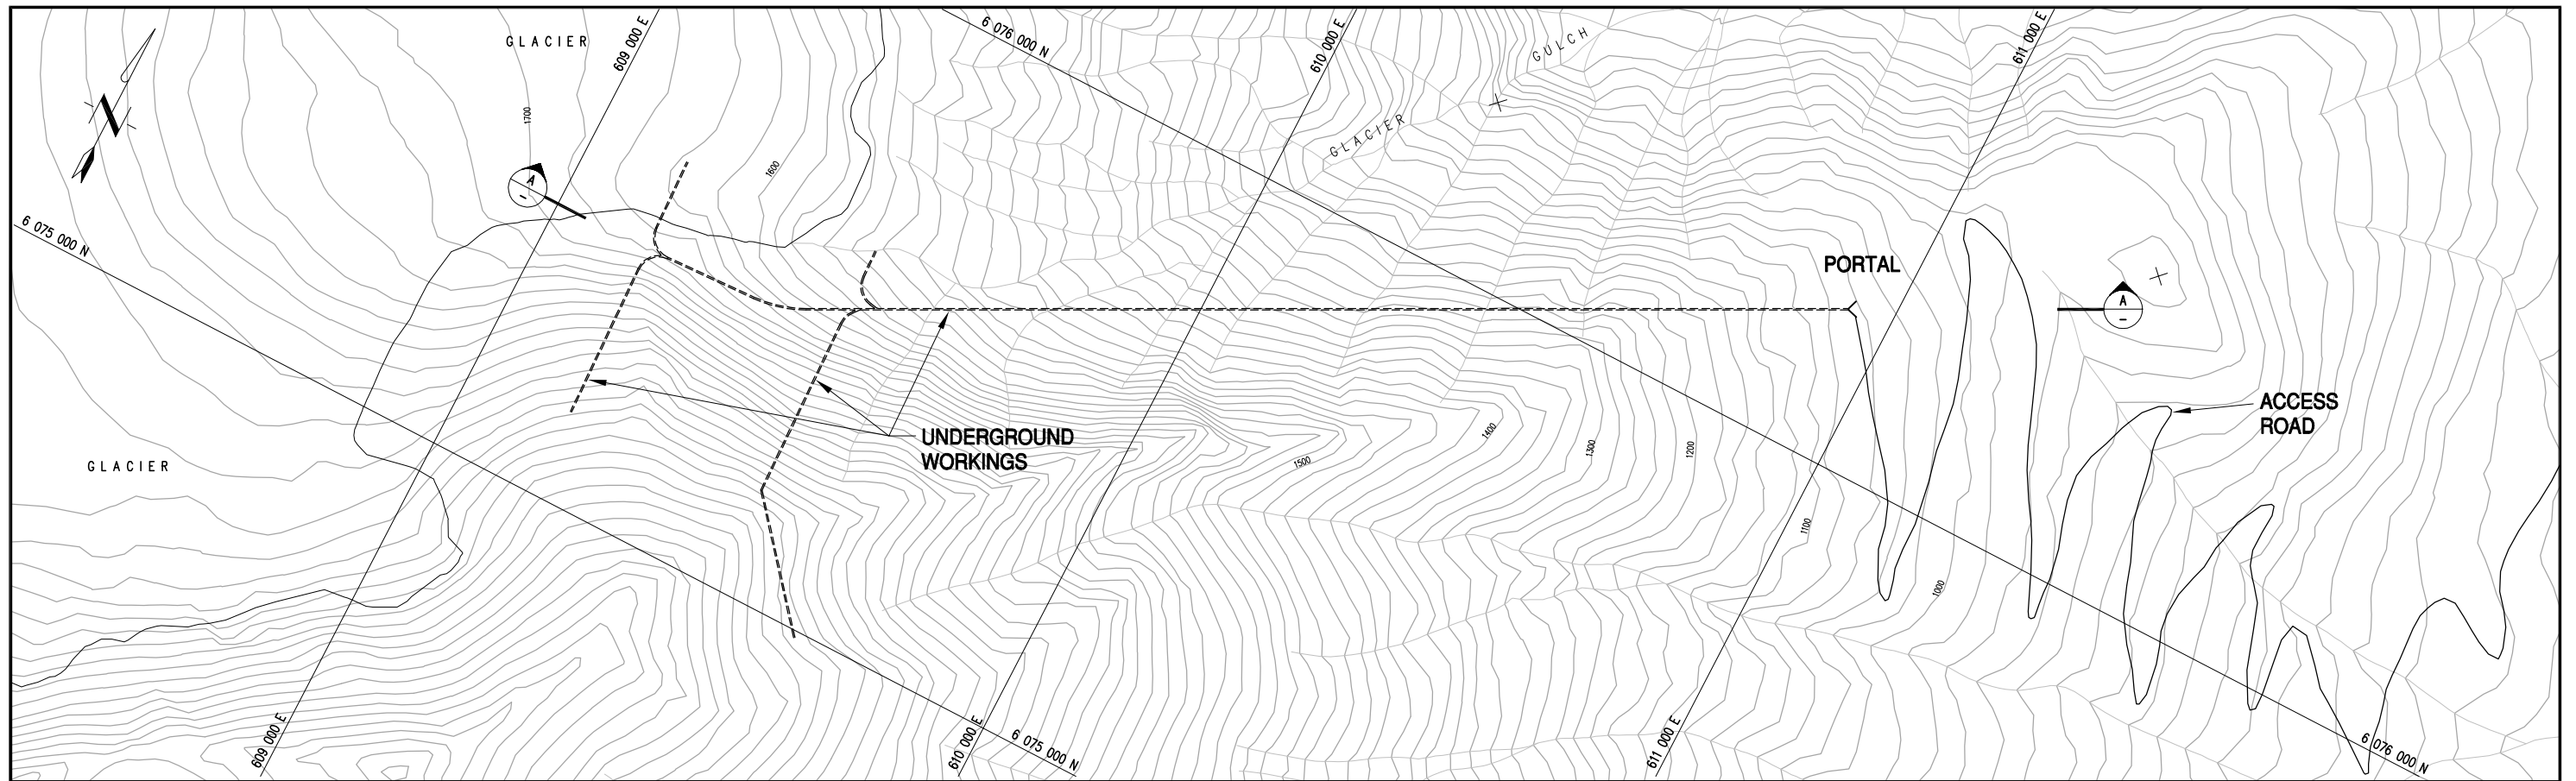 GLACIER
609 000 E
6 076 000 N
610 000 E
GULCH
611 000 E
N
1700
GLACIER
1600
A
-
6 075 000 N
PORTAL
A
-
ACCESS
ROAD
UNDERGROUND
WORKINGS
1400
1300
1200
1500
GLACIER
1100
1000
609 000 E
610 000 E
6 075 000 N
611 000 E
6 076 000 N